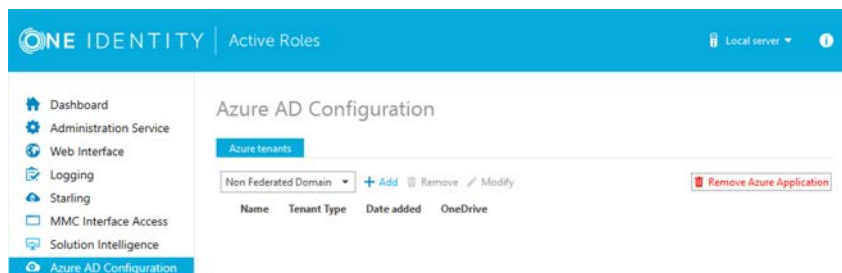 ONE IDENTITY Active Roles
Local server
Dashboard
Administration Service
Web Interface
Logging
Starling
MMC Interface Access
Solution Intelligence
Azure AD Configuration
Azure AD Configuration
Azure tenants
Non Federated Domain + Add Remove Modify Remove Azure Application
Name Tenant Type Date added OneDrive